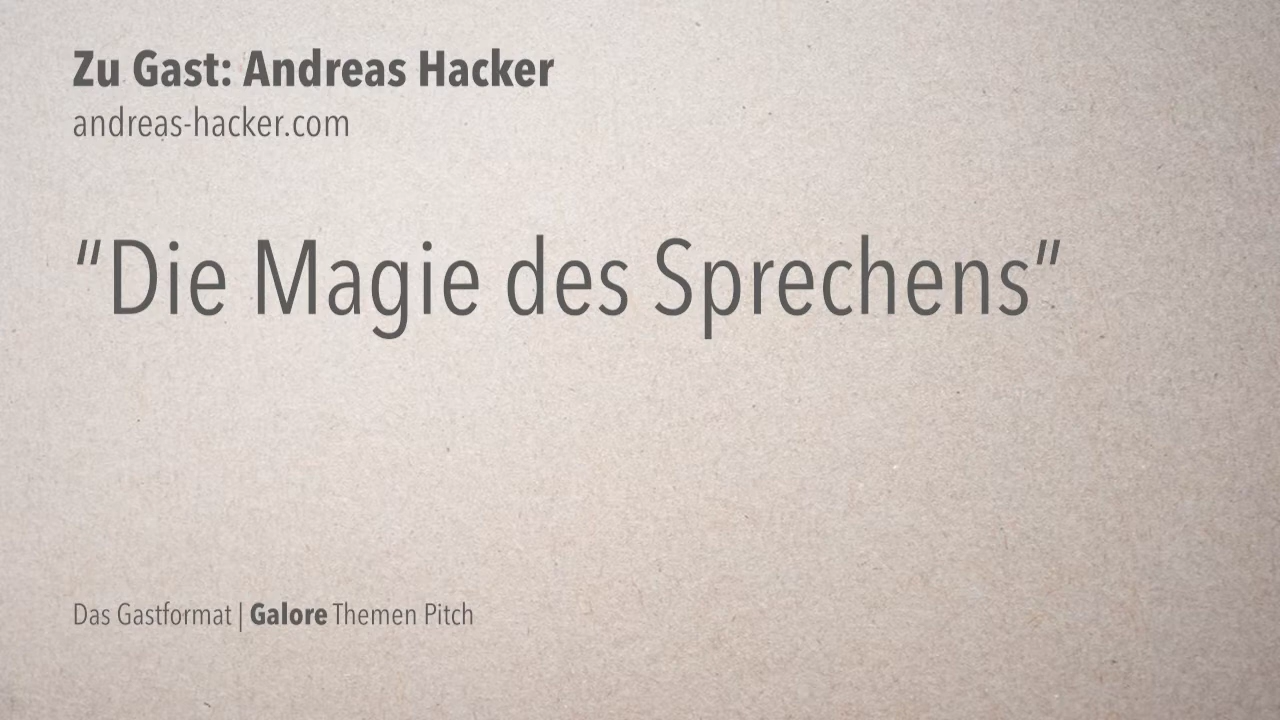 Zu Gast: Andreas Hacker
andreas-hacker.com
“Die Magie des Sprechens”
Das Gastformat | Galore Themen Pitch